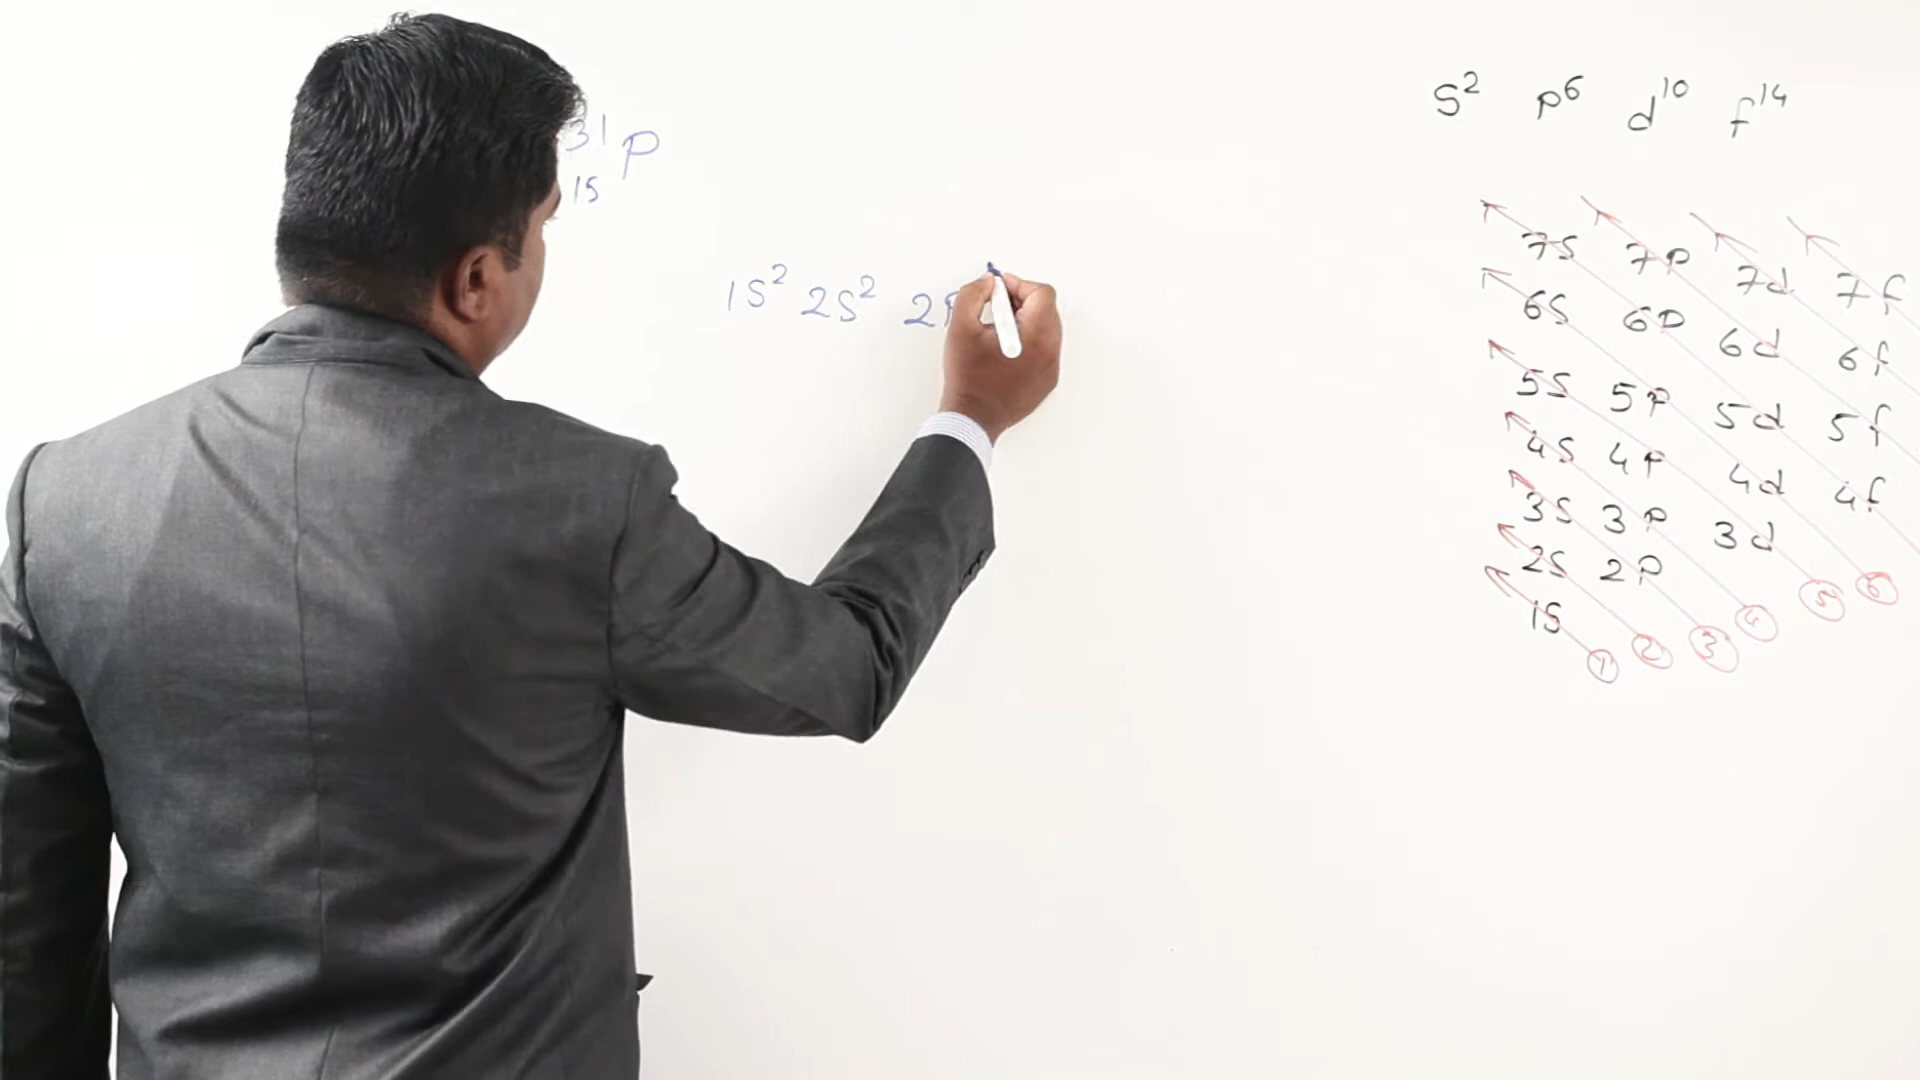 31
15 P
1s² 2s² 2P
s² p⁶ d¹⁰ f¹⁴
7s 7p 7d 7f
6s 6p 6d 6f
5s 5p 5d 5f
4s 4p 4d 4f
3s 3p 3d
2s 2p
1s
1 2 3 4 5 6